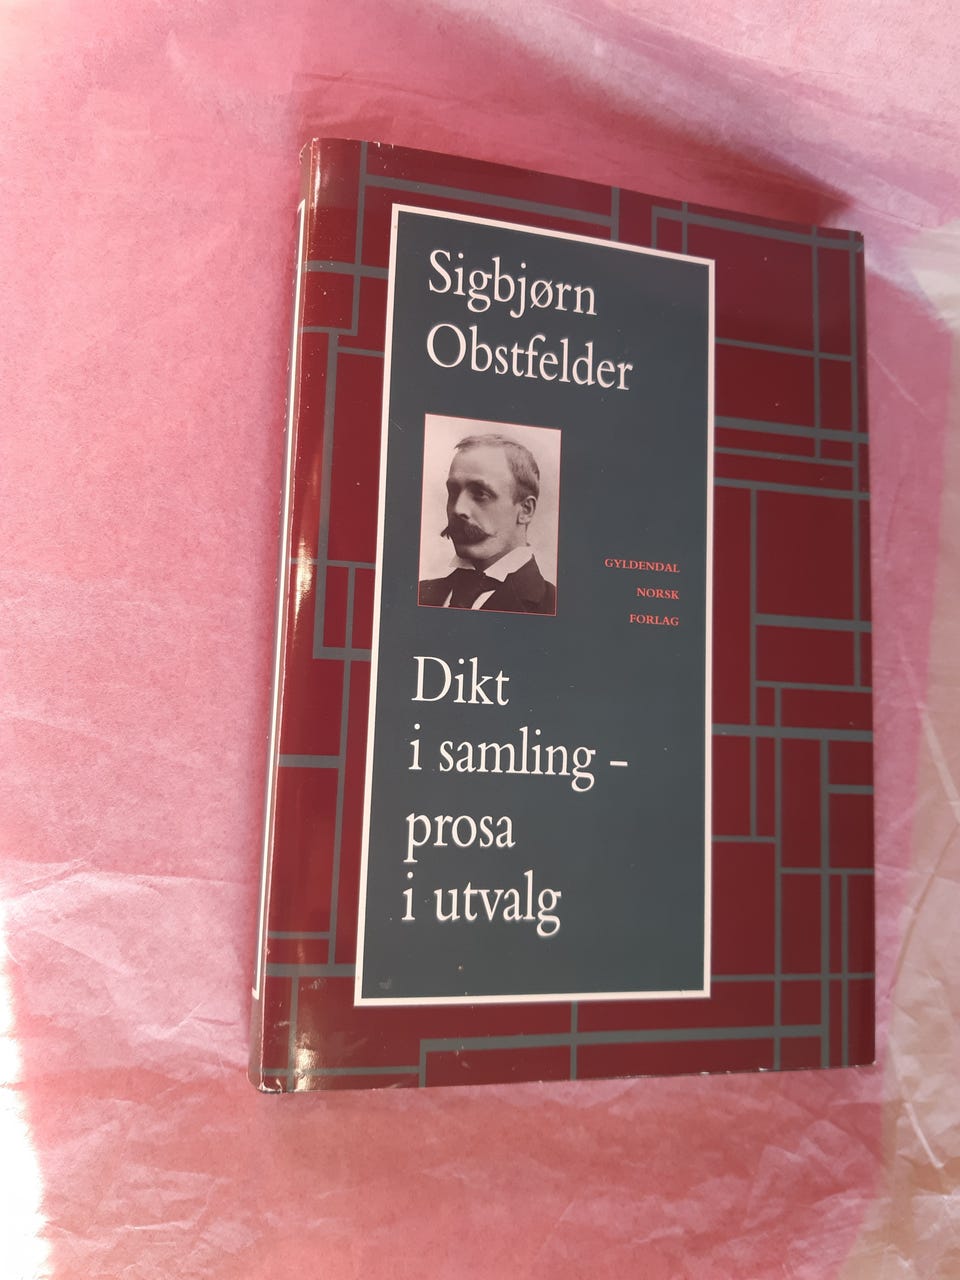 Sigbjørn
Obstfelder
GYLDENDAL
NORSK
FORLAG
Dikt
i samling –
prosa
i utvalg